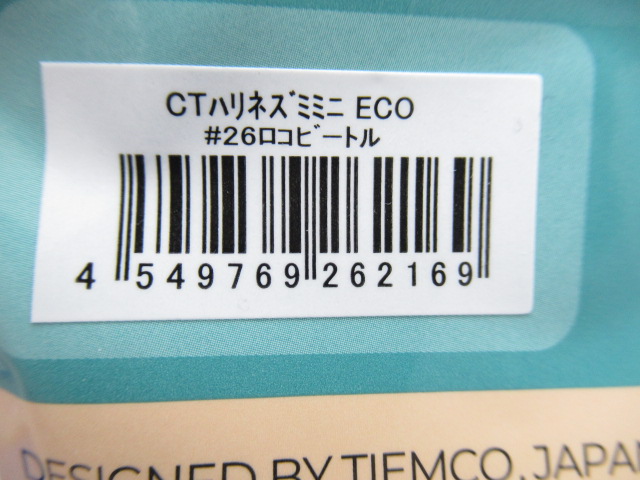 CTﾊﾘﾈｽﾞﾐﾐﾆ ECO
#26ﾛｺﾋﾞｰﾄﾙ
4 549769 262169
DESIGNED BY TIEMCO, JAPAN